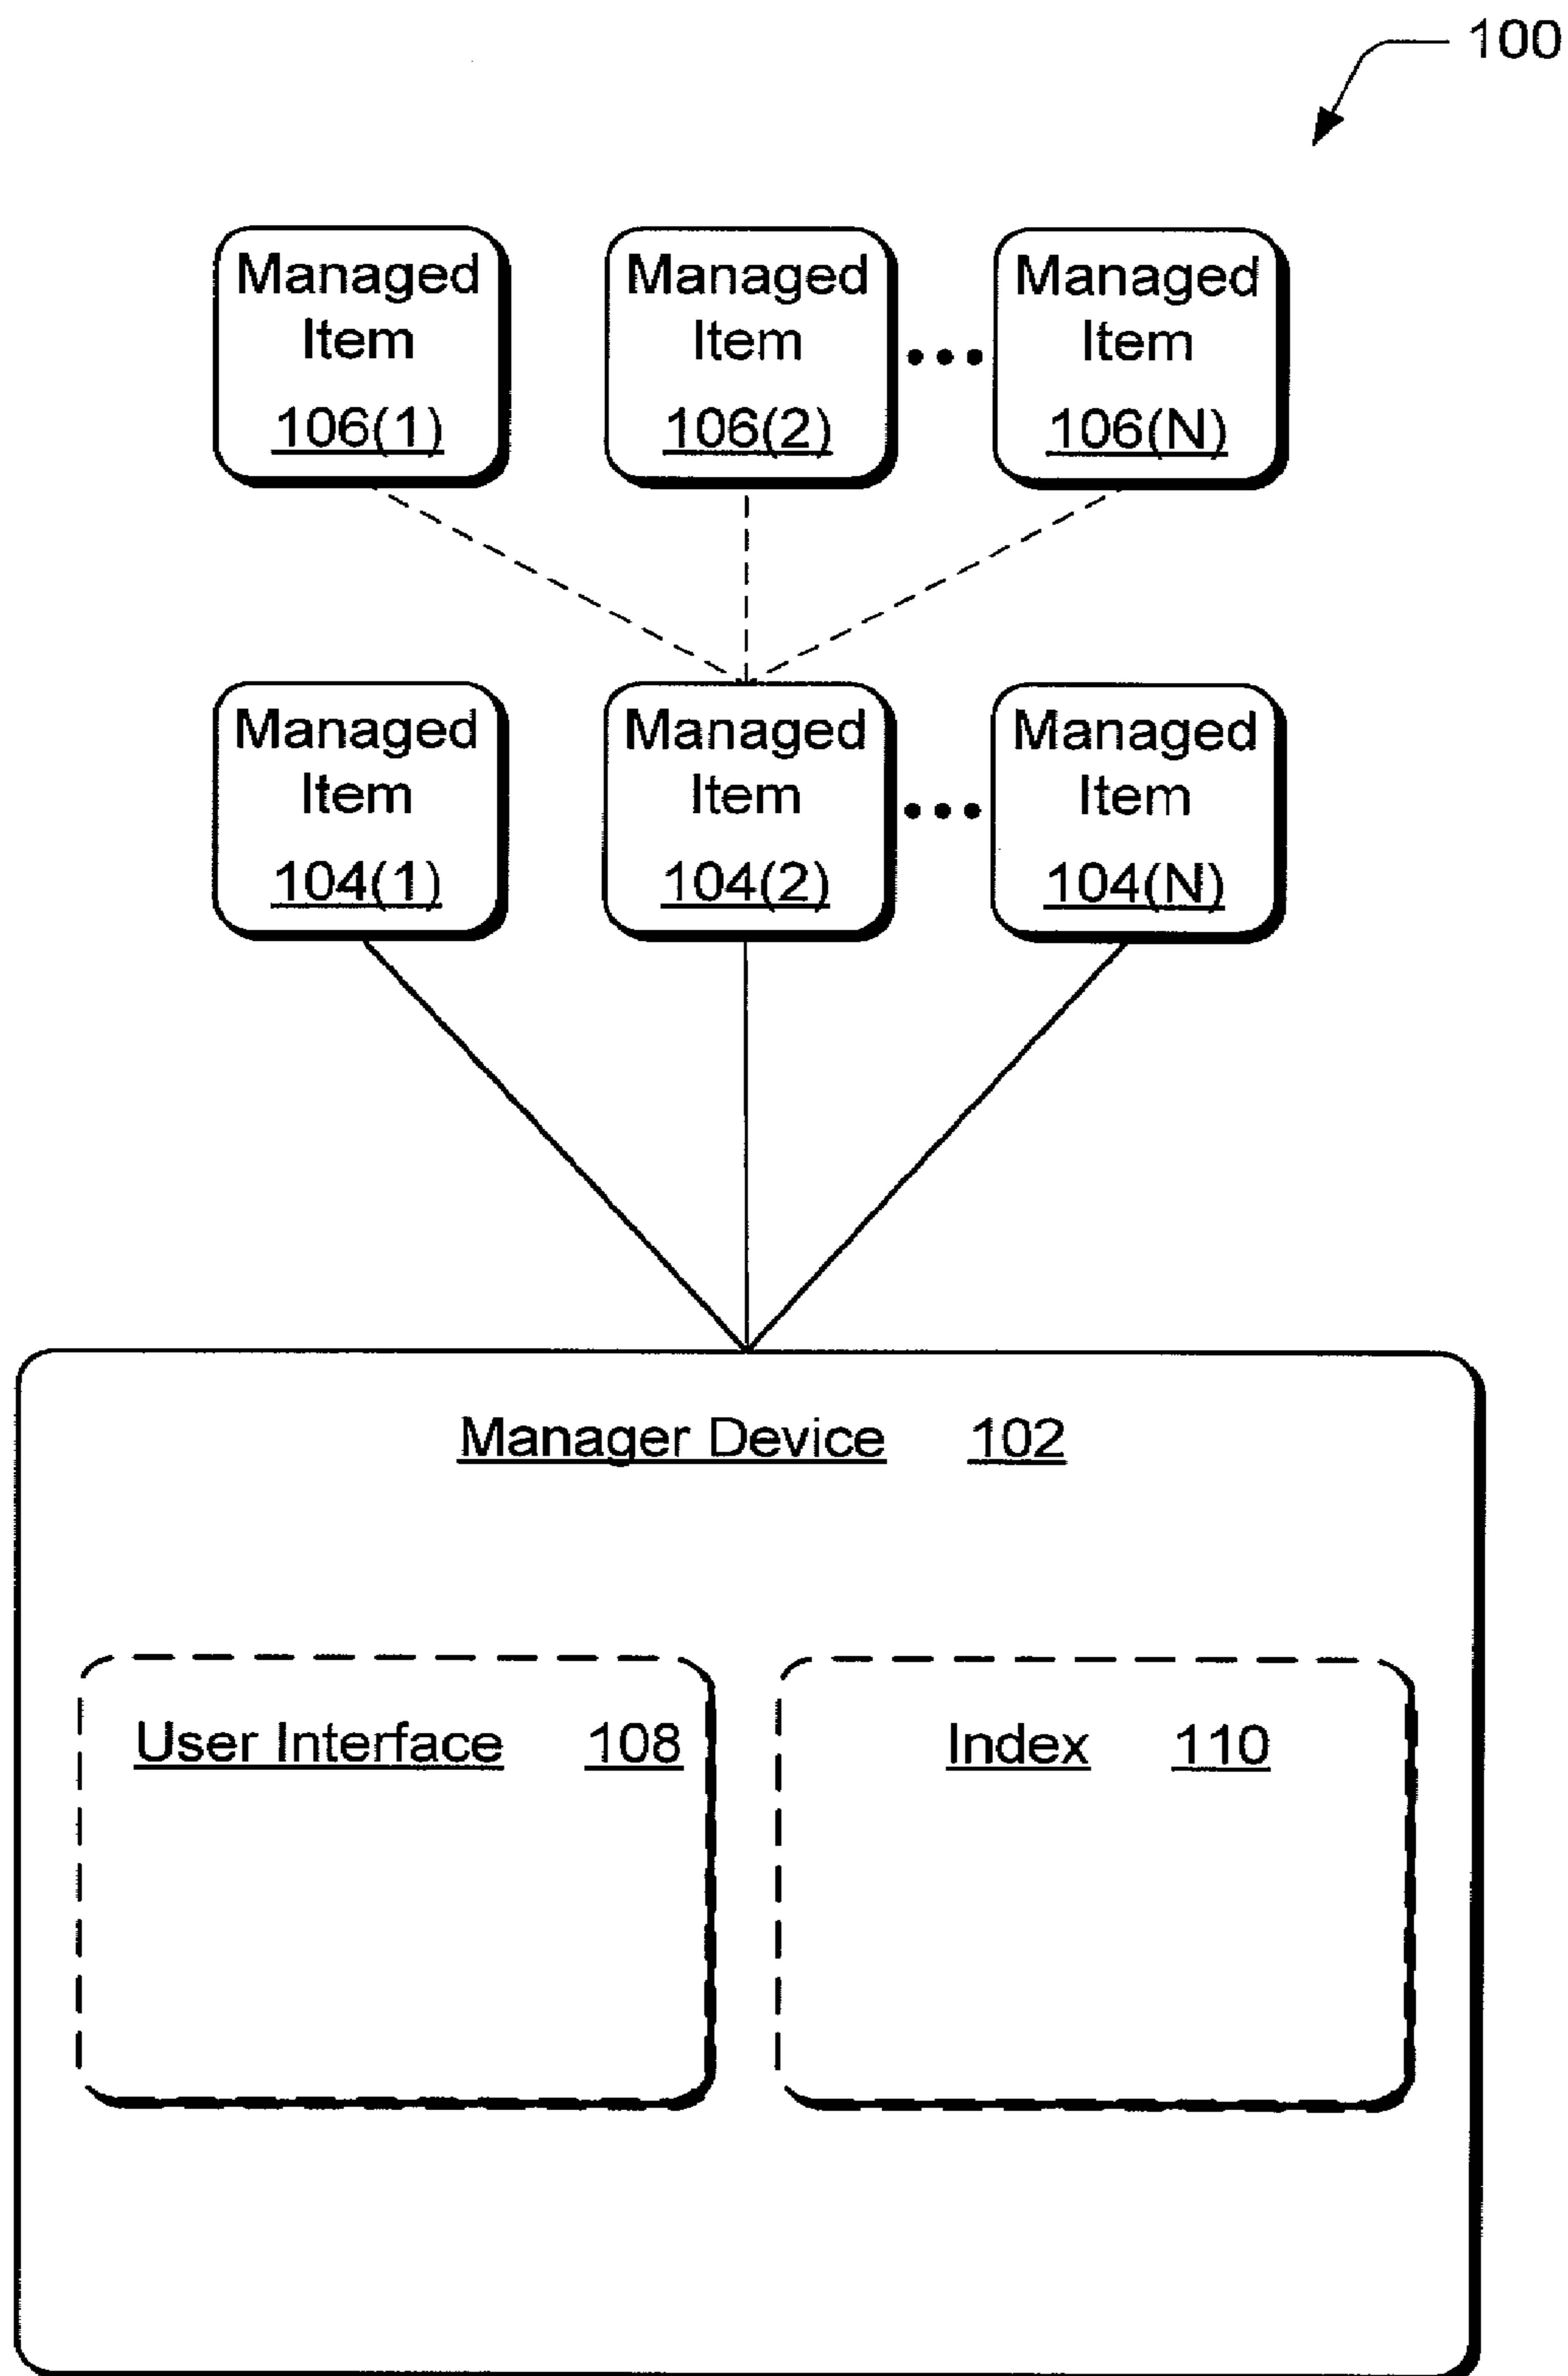 100
Managed Managed Managed
Item Item Item
106(1) 106(2) 106(N)
Managed Managed Managed
Item Item Item
104(1) 104(2) 104(N)
Manager Device 102
User Interface 108 Index 110